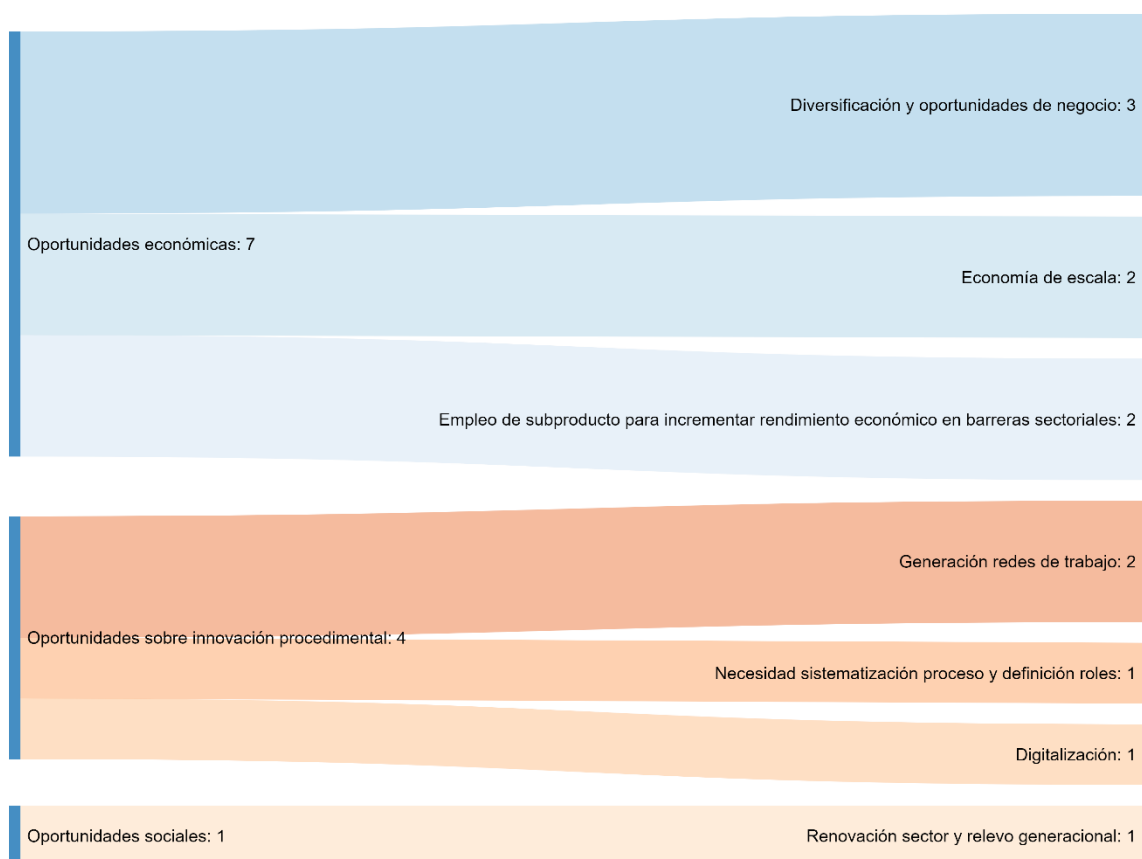 Diversificación y oportunidades de negocio: 3
Oportunidades económicas: 7
Economía de escala: 2
Empleo de subproducto para incrementar rendimiento económico en barreras sectoriales: 2
Generación redes de trabajo: 2
Oportunidades sobre innovación procedimental: 4
Necesidad sistematización proceso y definición roles: 1
Digitalización: 1
Oportunidades sociales: 1
Renovación sector y relevo generacional: 1